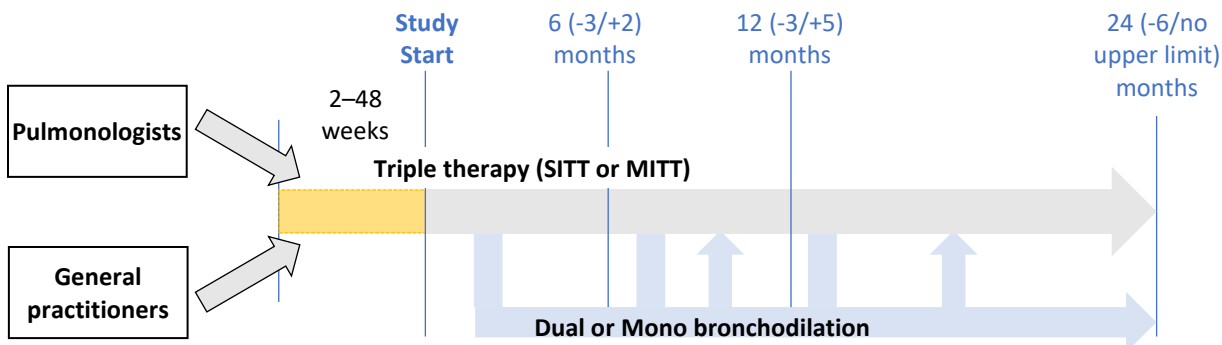 Study
Start
6 (-3/+2)
months
12 (-3/+5)
months
24 (-6/no
upper limit)
months
2–48
weeks
Pulmonologists
Triple therapy (SITT or MITT)
General
practitioners
Dual or Mono bronchodilation